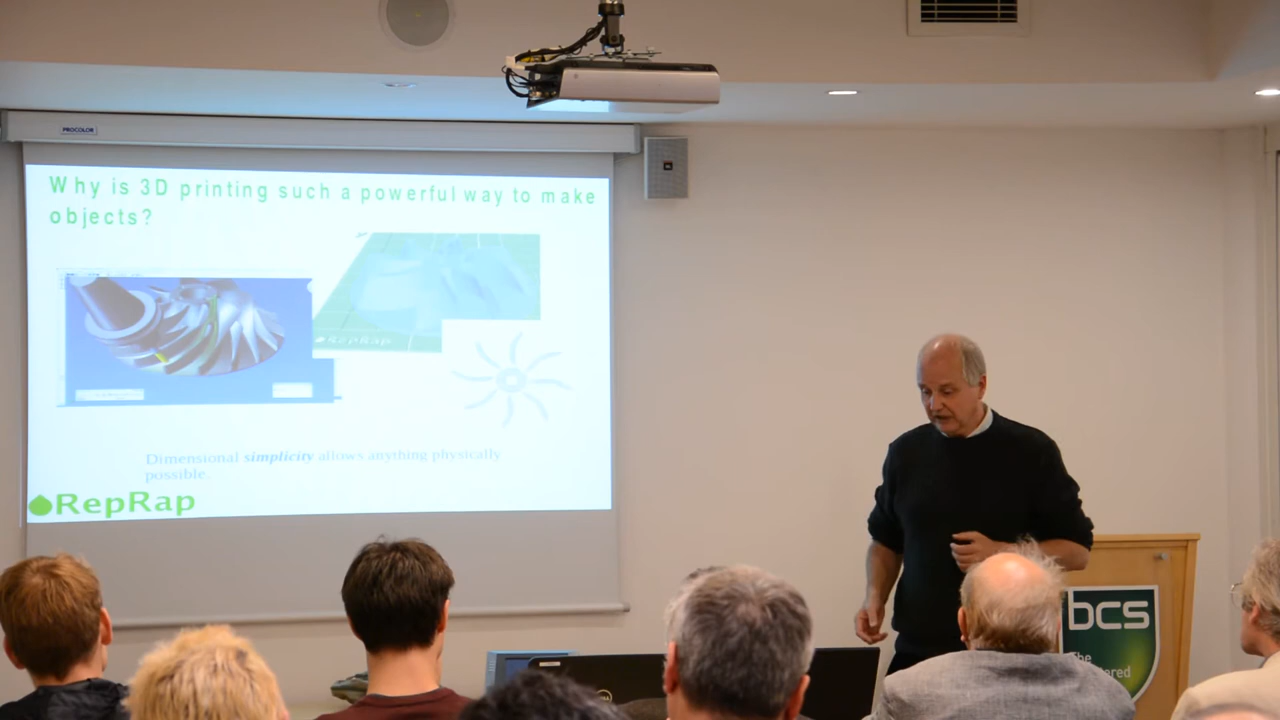 PROCOLOR
Why is 3D printing such a powerful way to make
objects?
RepRap
Dimensional simplicity allows anything physically
possible.
RepRap
bcs
The
ered